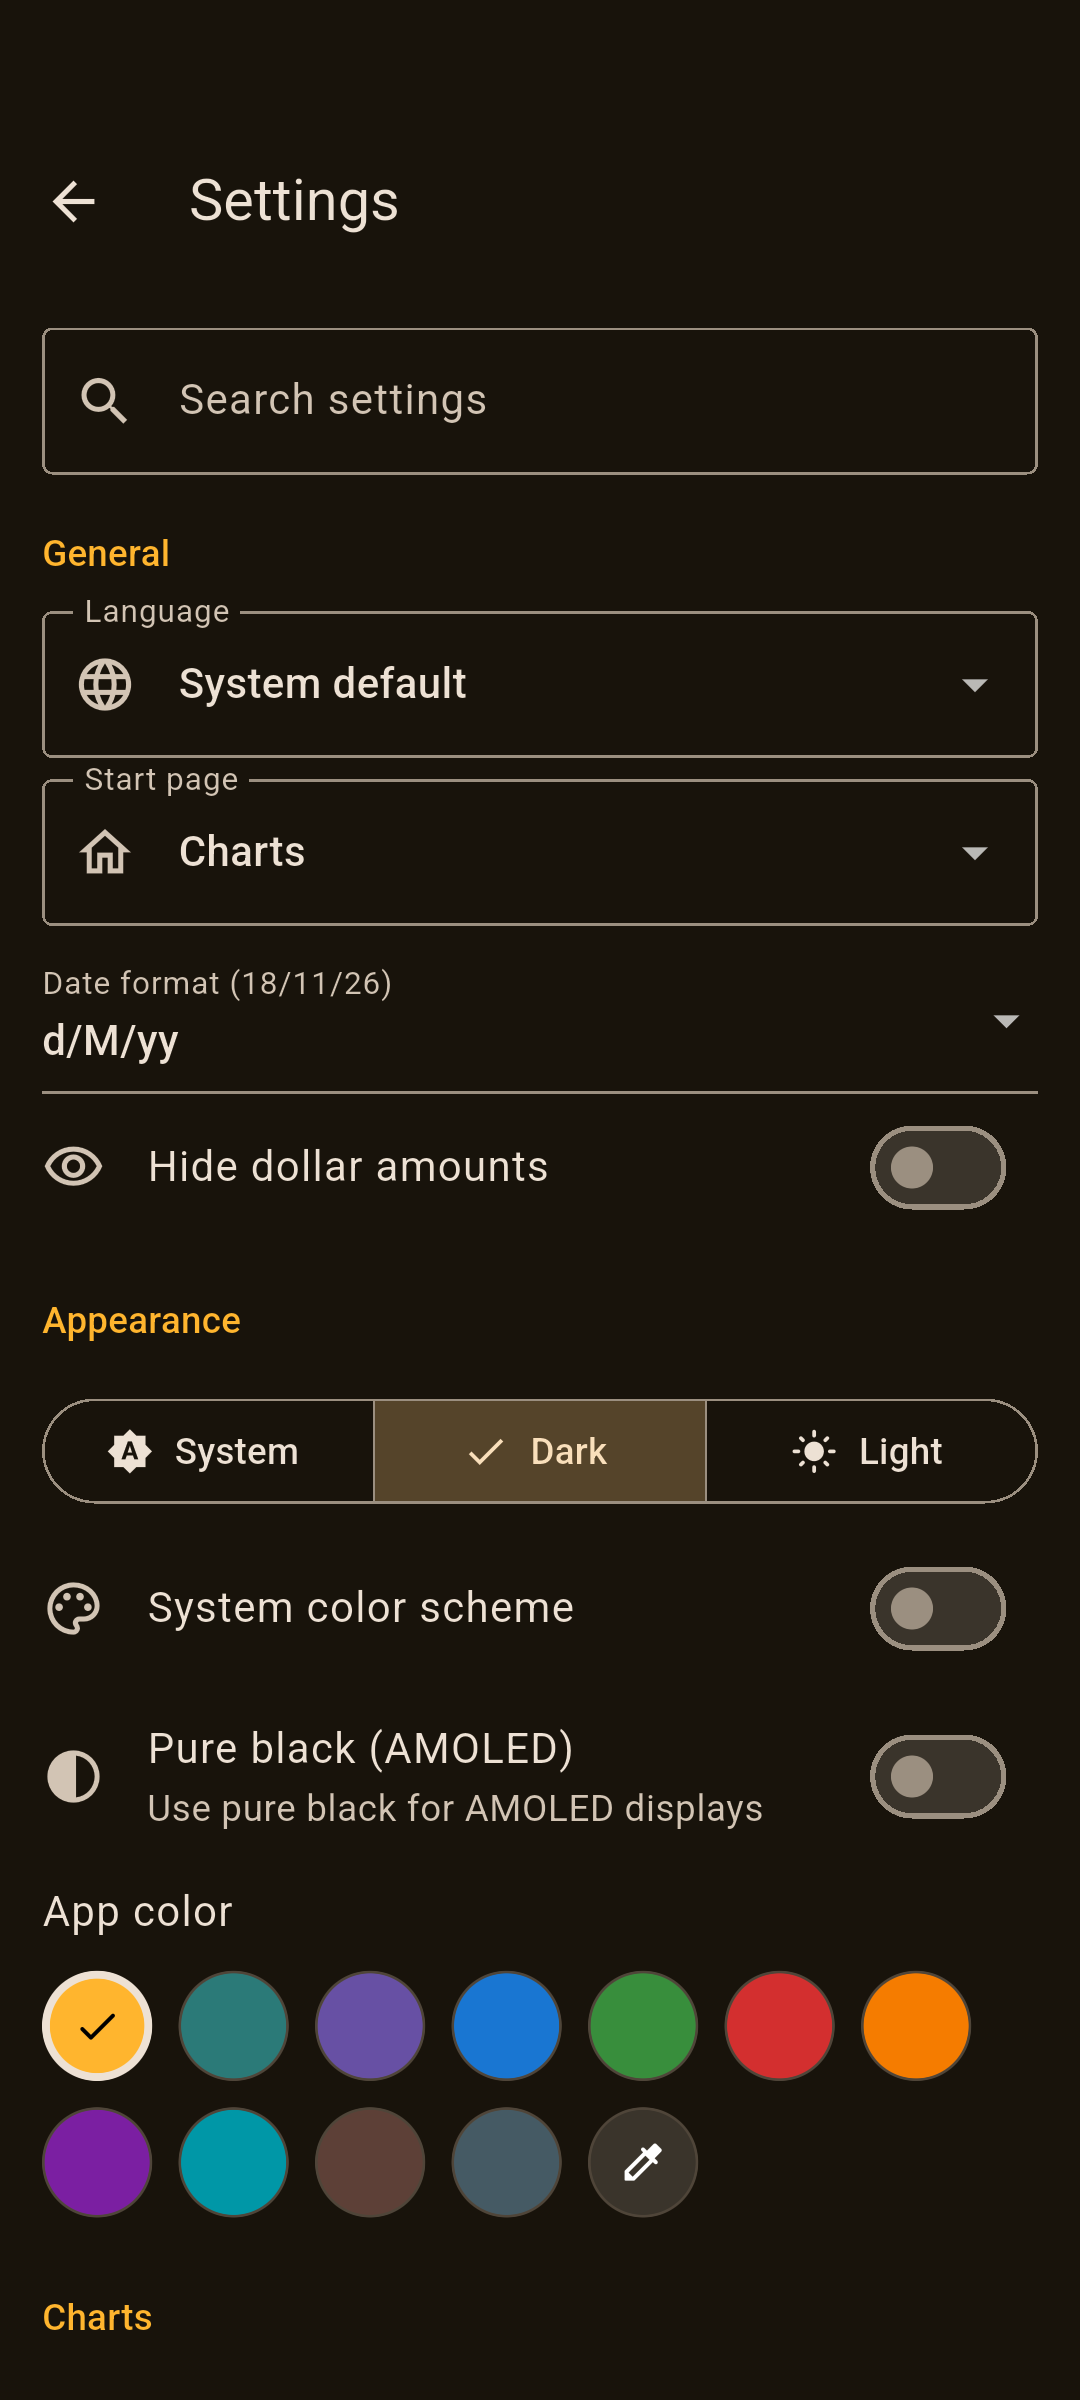 Settings
Search settings
General
Language
System default
Start page
Charts
Date format (18/11/26)
d/M/yy
Hide dollar amounts
Appearance
System
Dark
Light
System color scheme
Pure black (AMOLED)
Use pure black for AMOLED displays
App color
Charts